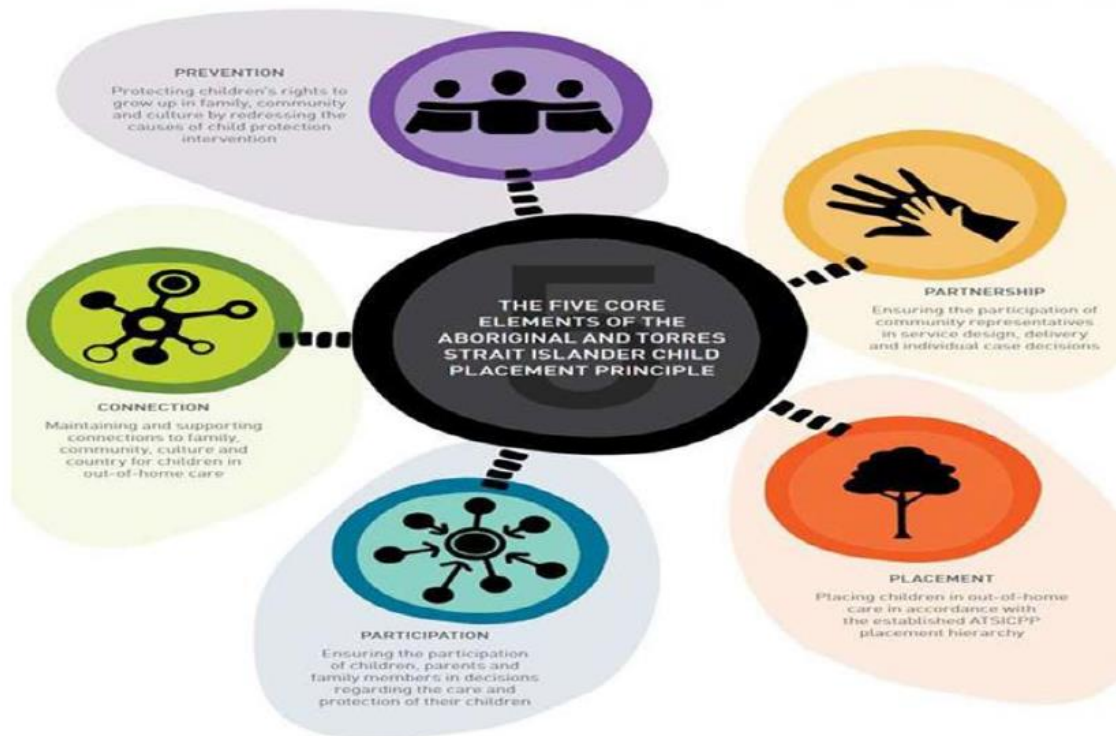 PREVENTION
Protecting children's rights to
grow up in family, community
and culture by redressing the
causes of child protection
intervention
PARTNERSHIP
Ensuring the participation of
community representatives
in service design, delivery
and individual case decisions
5
THE FIVE CORE
ELEMENTS OF THE
ABORIGINAL AND TORRES
STRAIT ISLANDER CHILD
PLACEMENT PRINCIPLE
CONNECTION
Maintaining and supporting
connections to family,
community, culture and
country for children in
out-of-home care
PLACEMENT
Placing children in out-of-home
care in accordance with
the established ATSICPP
placement hierarchy
PARTICIPATION
Ensuring the participation
of children, parents and
family members in decisions
regarding the care and
protection of their children